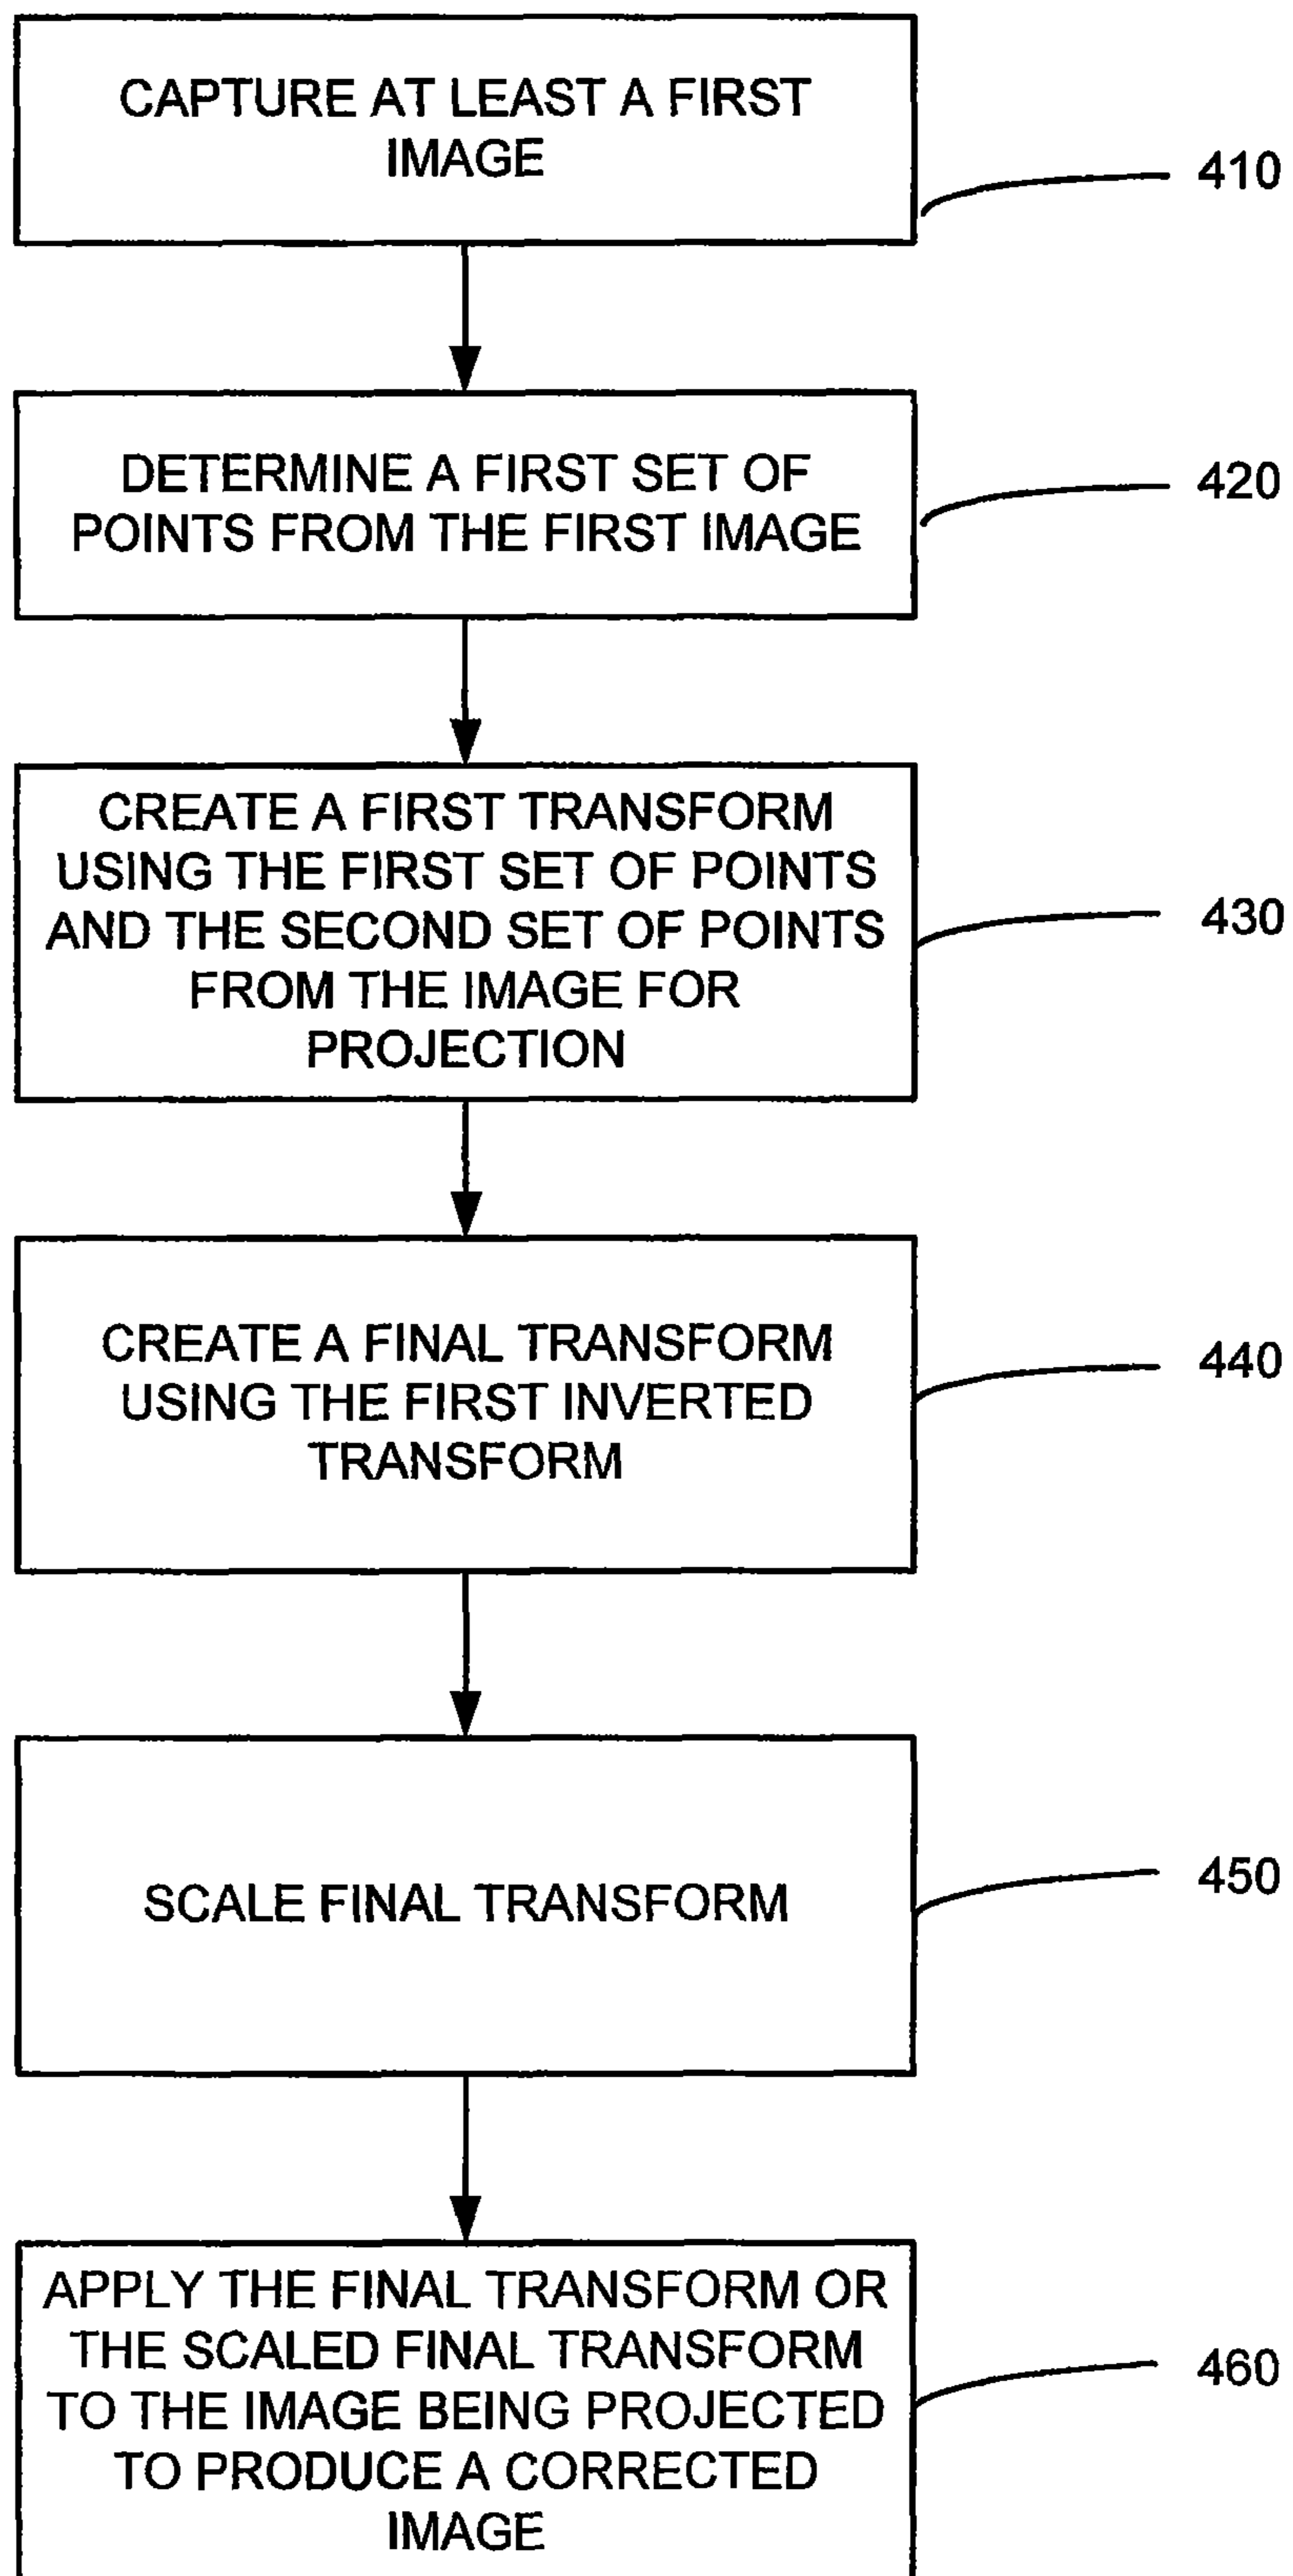 CAPTURE AT LEAST A FIRST
IMAGE
410
DETERMINE A FIRST SET OF
POINTS FROM THE FIRST IMAGE
420
CREATE A FIRST TRANSFORM
USING THE FIRST SET OF POINTS
AND THE SECOND SET OF POINTS
FROM THE IMAGE FOR
PROJECTION
430
CREATE A FINAL TRANSFORM
USING THE FIRST INVERTED
TRANSFORM
440
SCALE FINAL TRANSFORM
450
APPLY THE FINAL TRANSFORM OR
THE SCALED FINAL TRANSFORM
TO THE IMAGE BEING PROJECTED
TO PRODUCE A CORRECTED
IMAGE
460